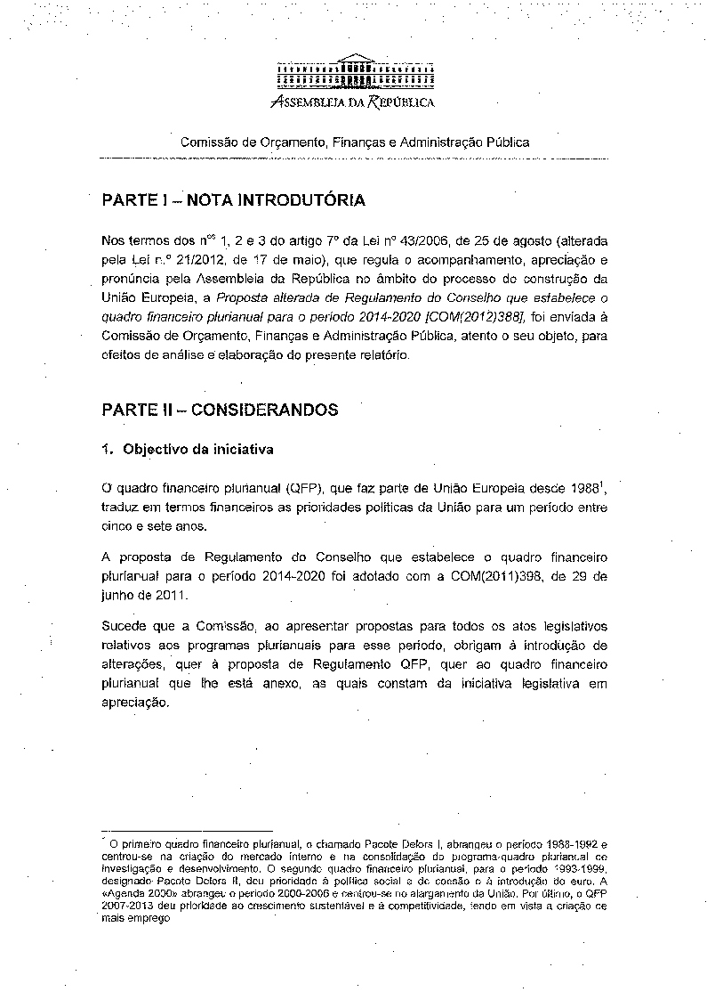 ASSEMBLEIA DA REPÚBLICA
Comissão de Orçamento, Finanças e Administração Pública
PARTE I – NOTA INTRODUTÓRIA
Nos termos dos nºs 1, 2 e 3 do artigo 7º da Lei nº 43/2006, de 25 de agosto (alterada
pela Lei n.º 21/2012, de 17 de maio), que regula o acompanhamento, apreciação e
pronúncia pela Assembleia da República no âmbito do processo de construção da
União Europeia, a Proposta alterada de Regulamento do Conselho que estabelece o
quadro financeiro plurianual para o período 2014-2020 [COM(2012)388], foi enviada à
Comissão de Orçamento, Finanças e Administração Pública, atento o seu objeto, para
efeitos de análise e elaboração do presente relatório.
PARTE II – CONSIDERANDOS
1. Objectivo da iniciativa
O quadro financeiro plurianual (QFP), que faz parte de União Europeia desde 1988¹,
traduz em termos financeiros as prioridades políticas da União para um período entre
cinco e sete anos.
A proposta de Regulamento do Conselho que estabelece o quadro financeiro
plurianual para o período 2014-2020 foi adotado com a COM(2011)398, de 29 de
junho de 2011.
Sucede que a Comissão, ao apresentar propostas para todos os atos legislativos
relativos aos programas plurianuais para esse período, obrigam à introdução de
alterações, quer à proposta de Regulamento QFP, quer ao quadro financeiro
plurianual que lhe está anexo, as quais constam da iniciativa legislativa em
apreciação.
¹ O primeiro quadro financeiro plurianual, o chamado Pacote Delors I, abrangeu o período 1988-1992 e
centrou-se na criação do mercado interno e na consolidação do programa-quadro plurianual de
investigação e desenvolvimento. O segundo quadro financeiro plurianual, para o período 1993-1999,
designado Pacote Delors II, deu prioridade à política social e de coesão e à introdução do euro. A
«Agenda 2000» abrangeu o período 2000-2006 e centrou-se no alargamento da União. Por último, o QFP
2007-2013 deu prioridade ao crescimento sustentável e à competitividade, tendo em vista a criação de
mais emprego